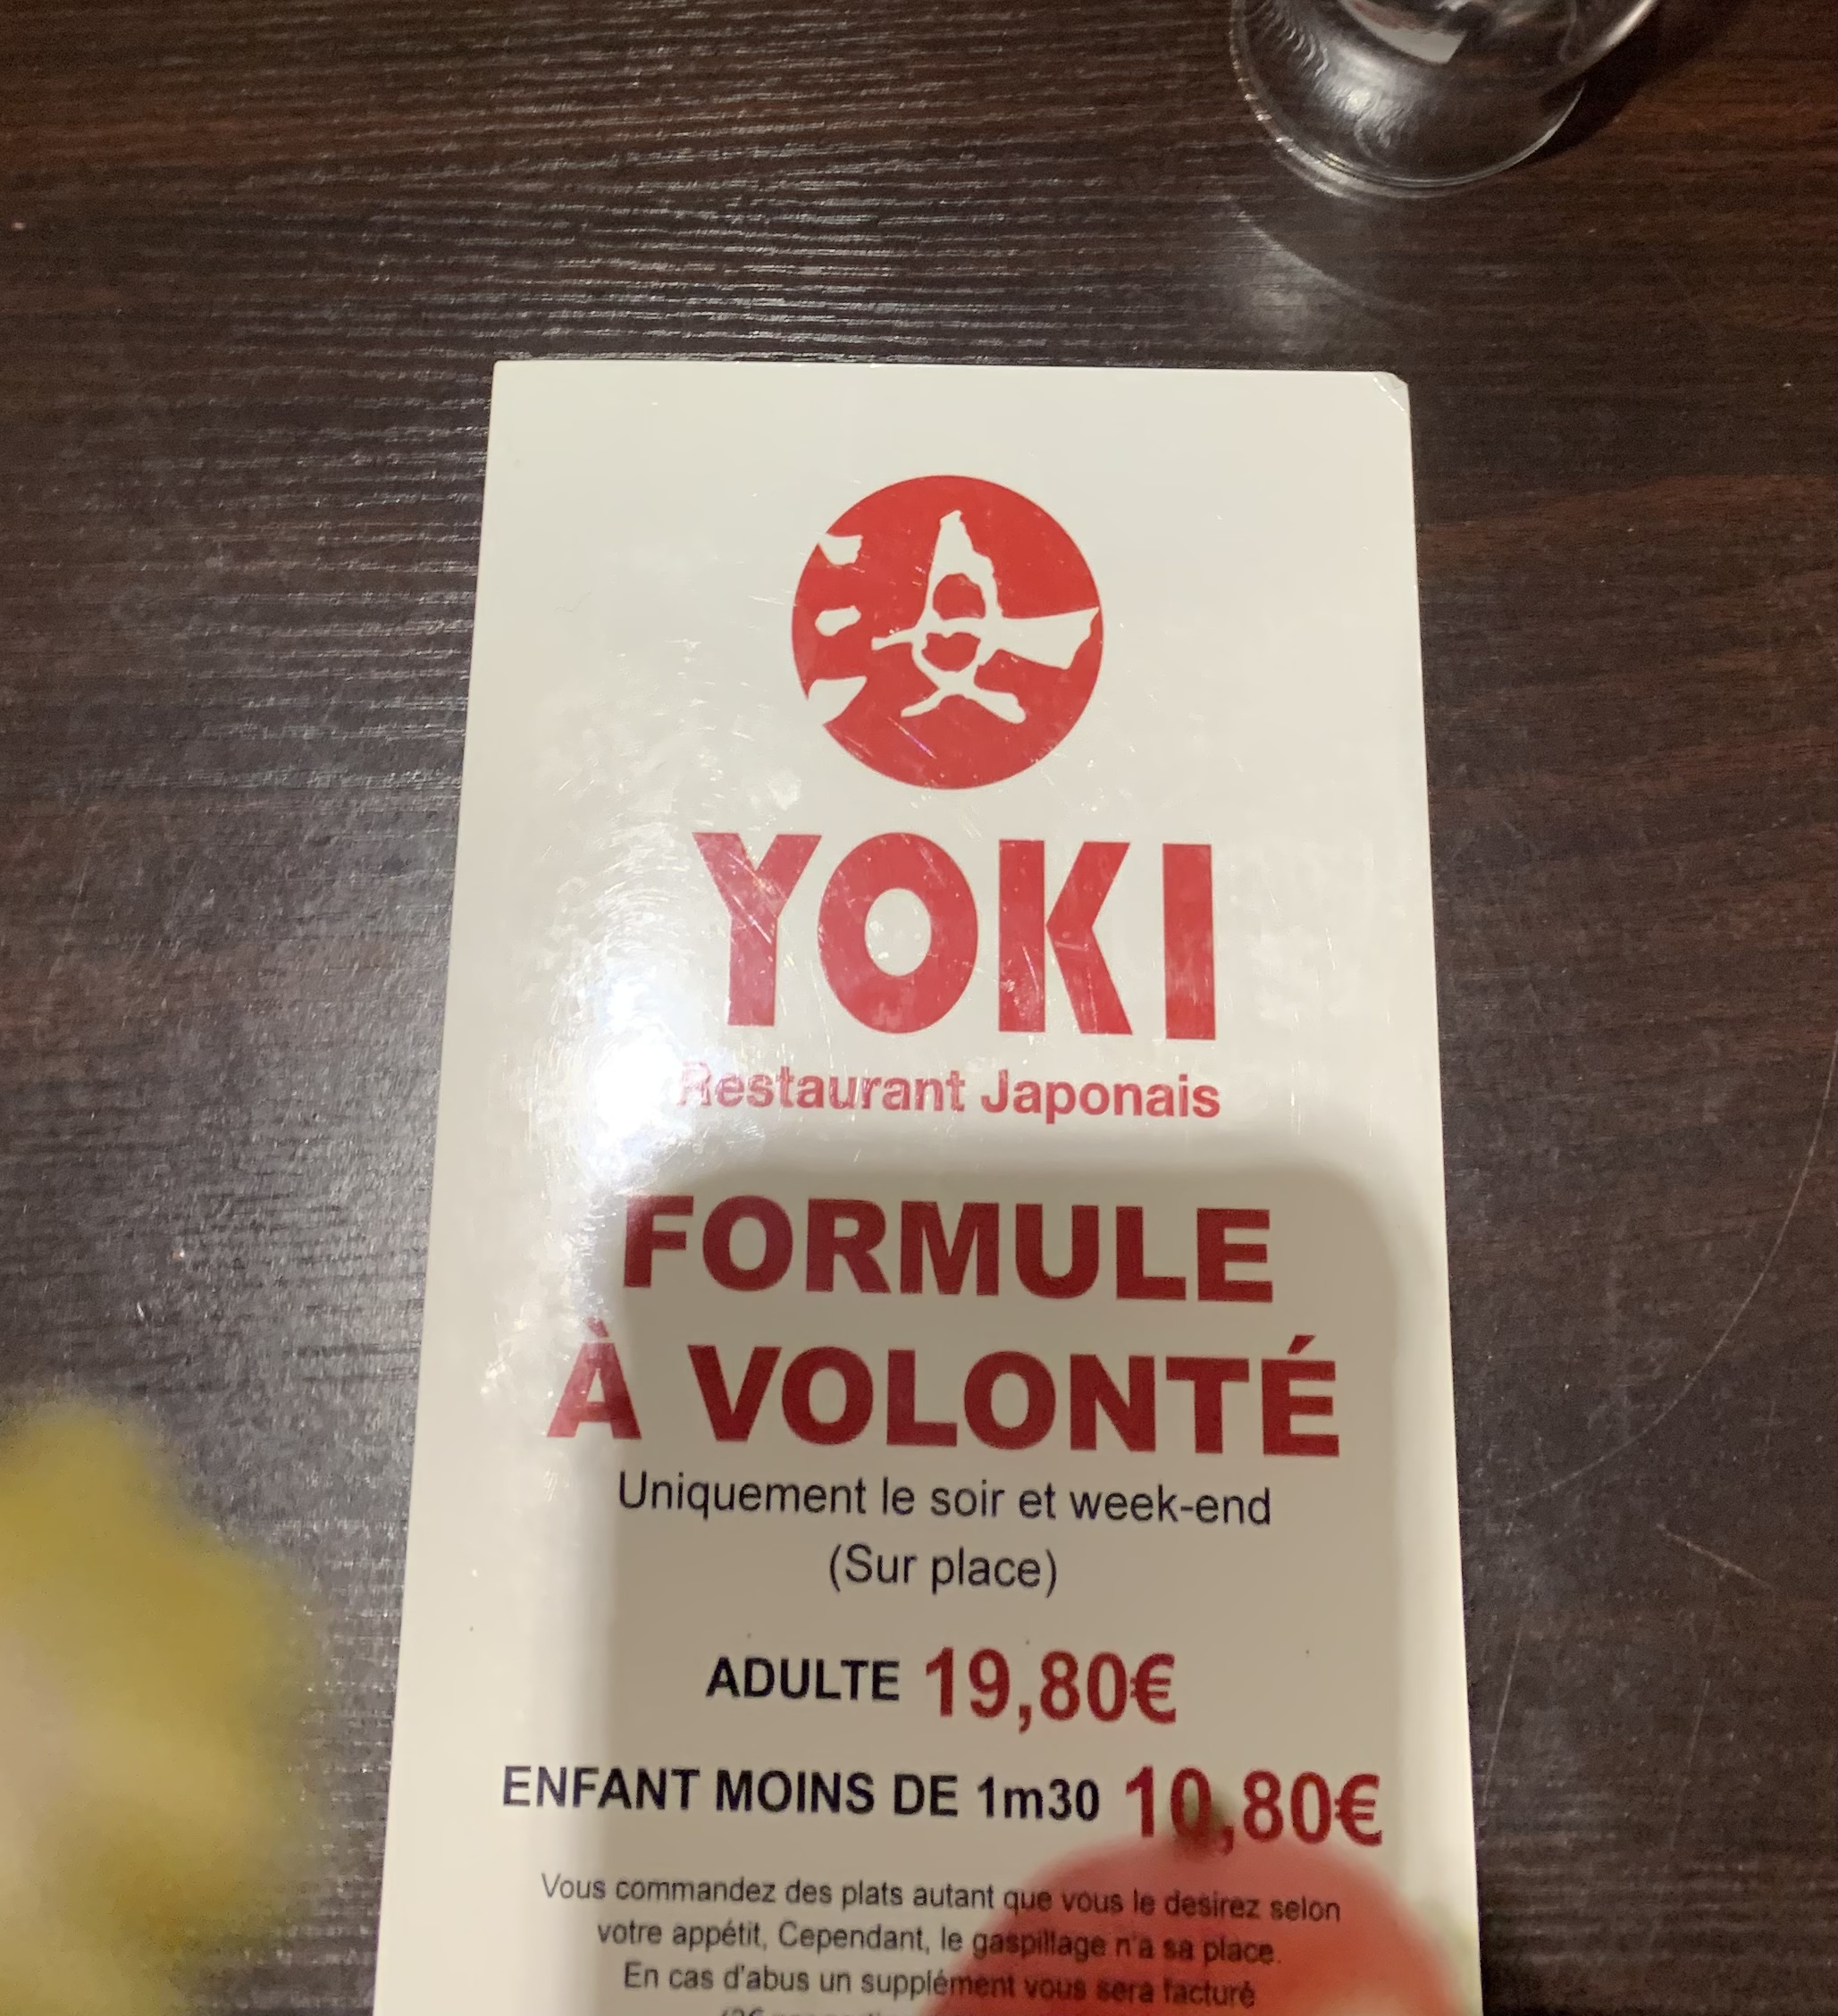 YOKI
Restaurant Japonais
FORMULE
À VOLONTÉ
Uniquement le soir et week-end
(Sur place)
ADULTE 19,80€
ENFANT MOINS DE 1m30 10,80€
Vous commandez des plats autant que vous le desirez selon
votre appétit, Cependant, le gaspillage n'a sa place.
En cas d'abus un supplément vous sera facturé